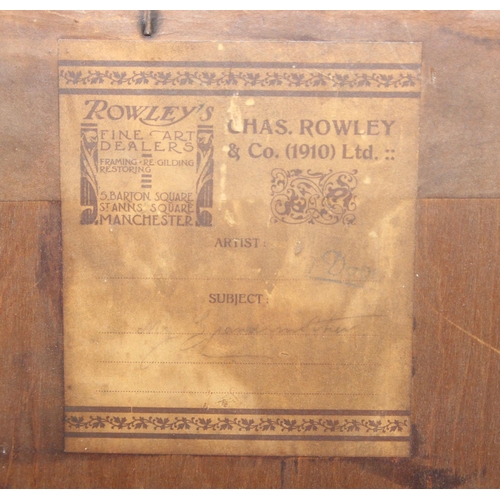 ROWLEY'S
FINE ART
DEALERS
FRAMING·RE GILDING
RESTORING
5, BARTON SQUARE
ST ANNS SQUARE
MANCHESTER
CHAS. ROWLEY
& Co. (1910) Ltd. ::
ARTIST:
SUBJECT:
Grandmother